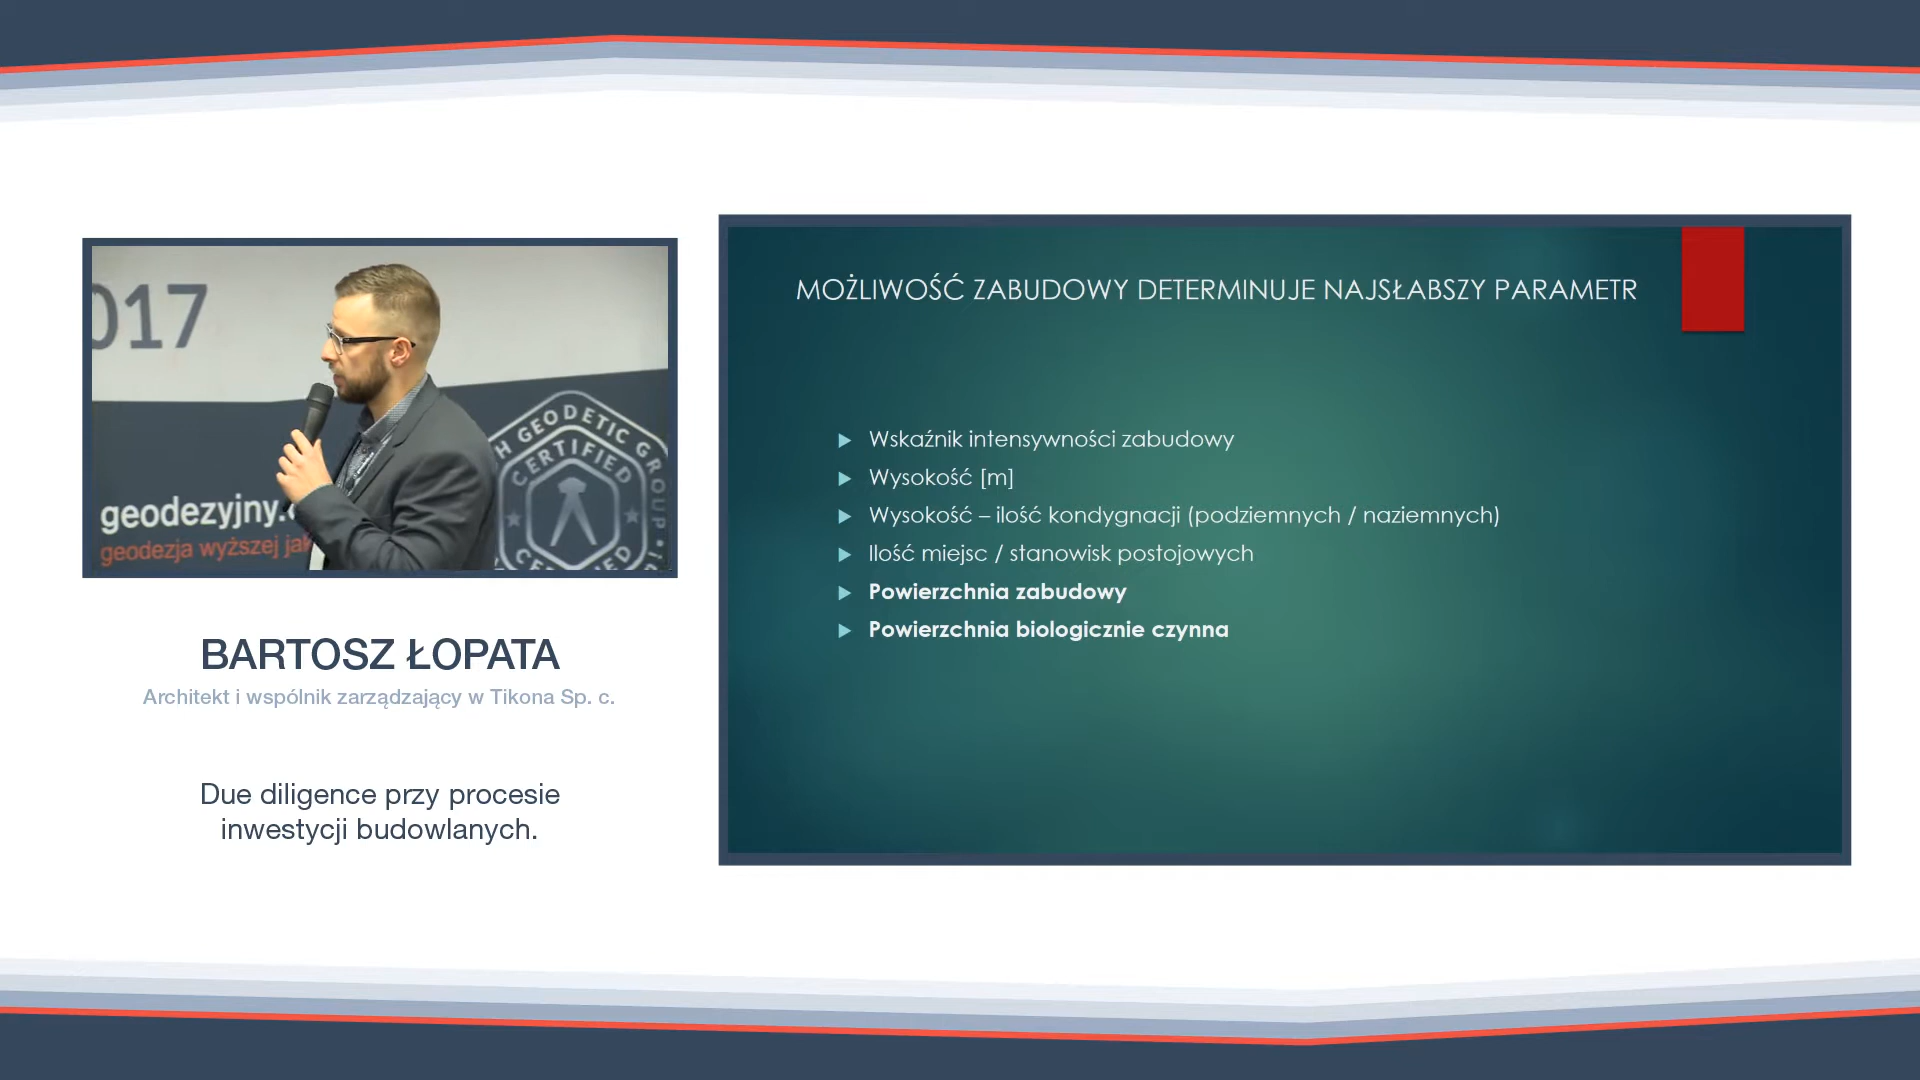 017
geodezyjny.
geodezja wyższej jak
H GEODETIC GROUP
CERTIFIED
BARTOSZ ŁOPATA
Architekt i wspólnik zarządzający w Tikona Sp. c.
Due diligence przy procesie
inwestycji budowlanych.
MOŻLIWOŚĆ ZABUDOWY DETERMINUJE NAJSŁABSZY PARAMETR
Wskaźnik intensywności zabudowy
Wysokość [m]
Wysokość – ilość kondygnacji (podziemnych / naziemnych)
Ilość miejsc / stanowisk postojowych
Powierzchnia zabudowy
Powierzchnia biologicznie czynna